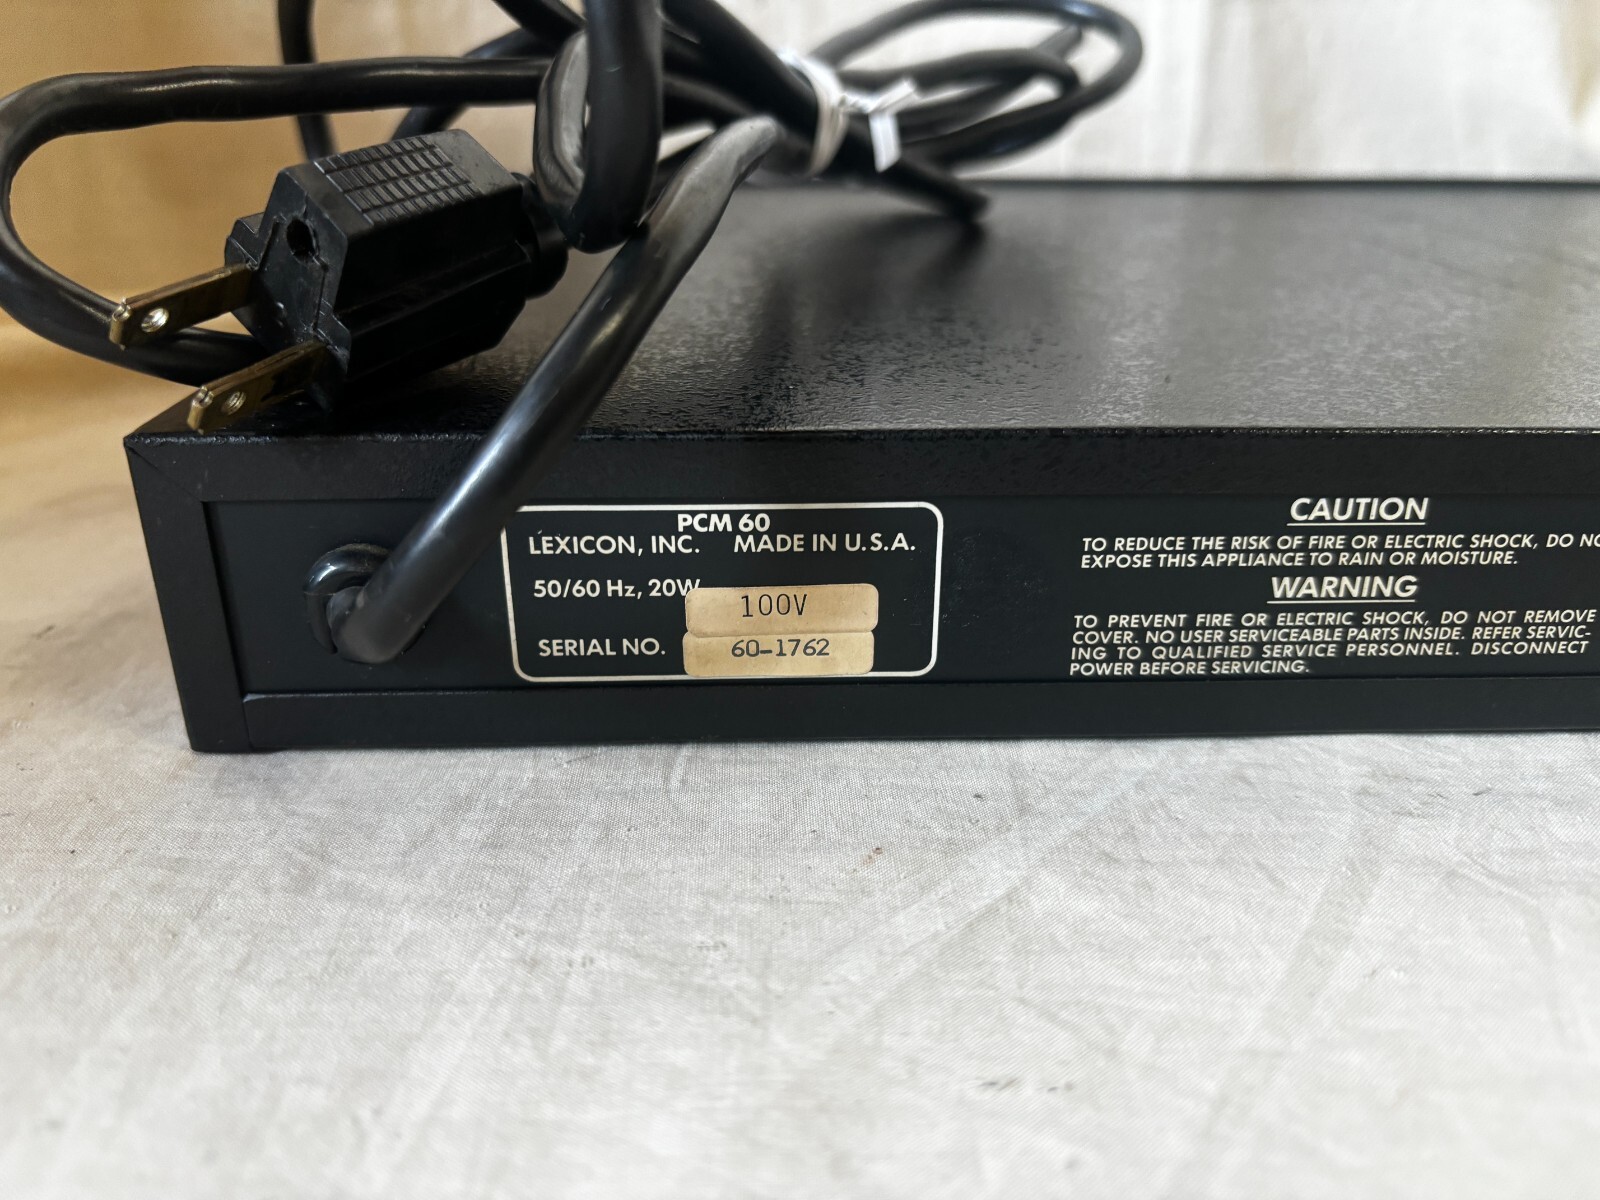 PCM 60
LEXICON, INC. MADE IN U.S.A.
50/60 Hz, 20W
100V
SERIAL NO. 60-1762
CAUTION
TO REDUCE THE RISK OF FIRE OR ELECTRIC SHOCK, DO
EXPOSE THIS APPLIANCE TO RAIN OR MOISTURE.
WARNING
TO PREVENT FIRE OR ELECTRIC SHOCK, DO NOT REMOVE
COVER. NO USER SERVICEABLE PARTS INSIDE. REFER SERVIC-
ING TO QUALIFIED SERVICE PERSONNEL. DISCONNECT
POWER BEFORE SERVICING.